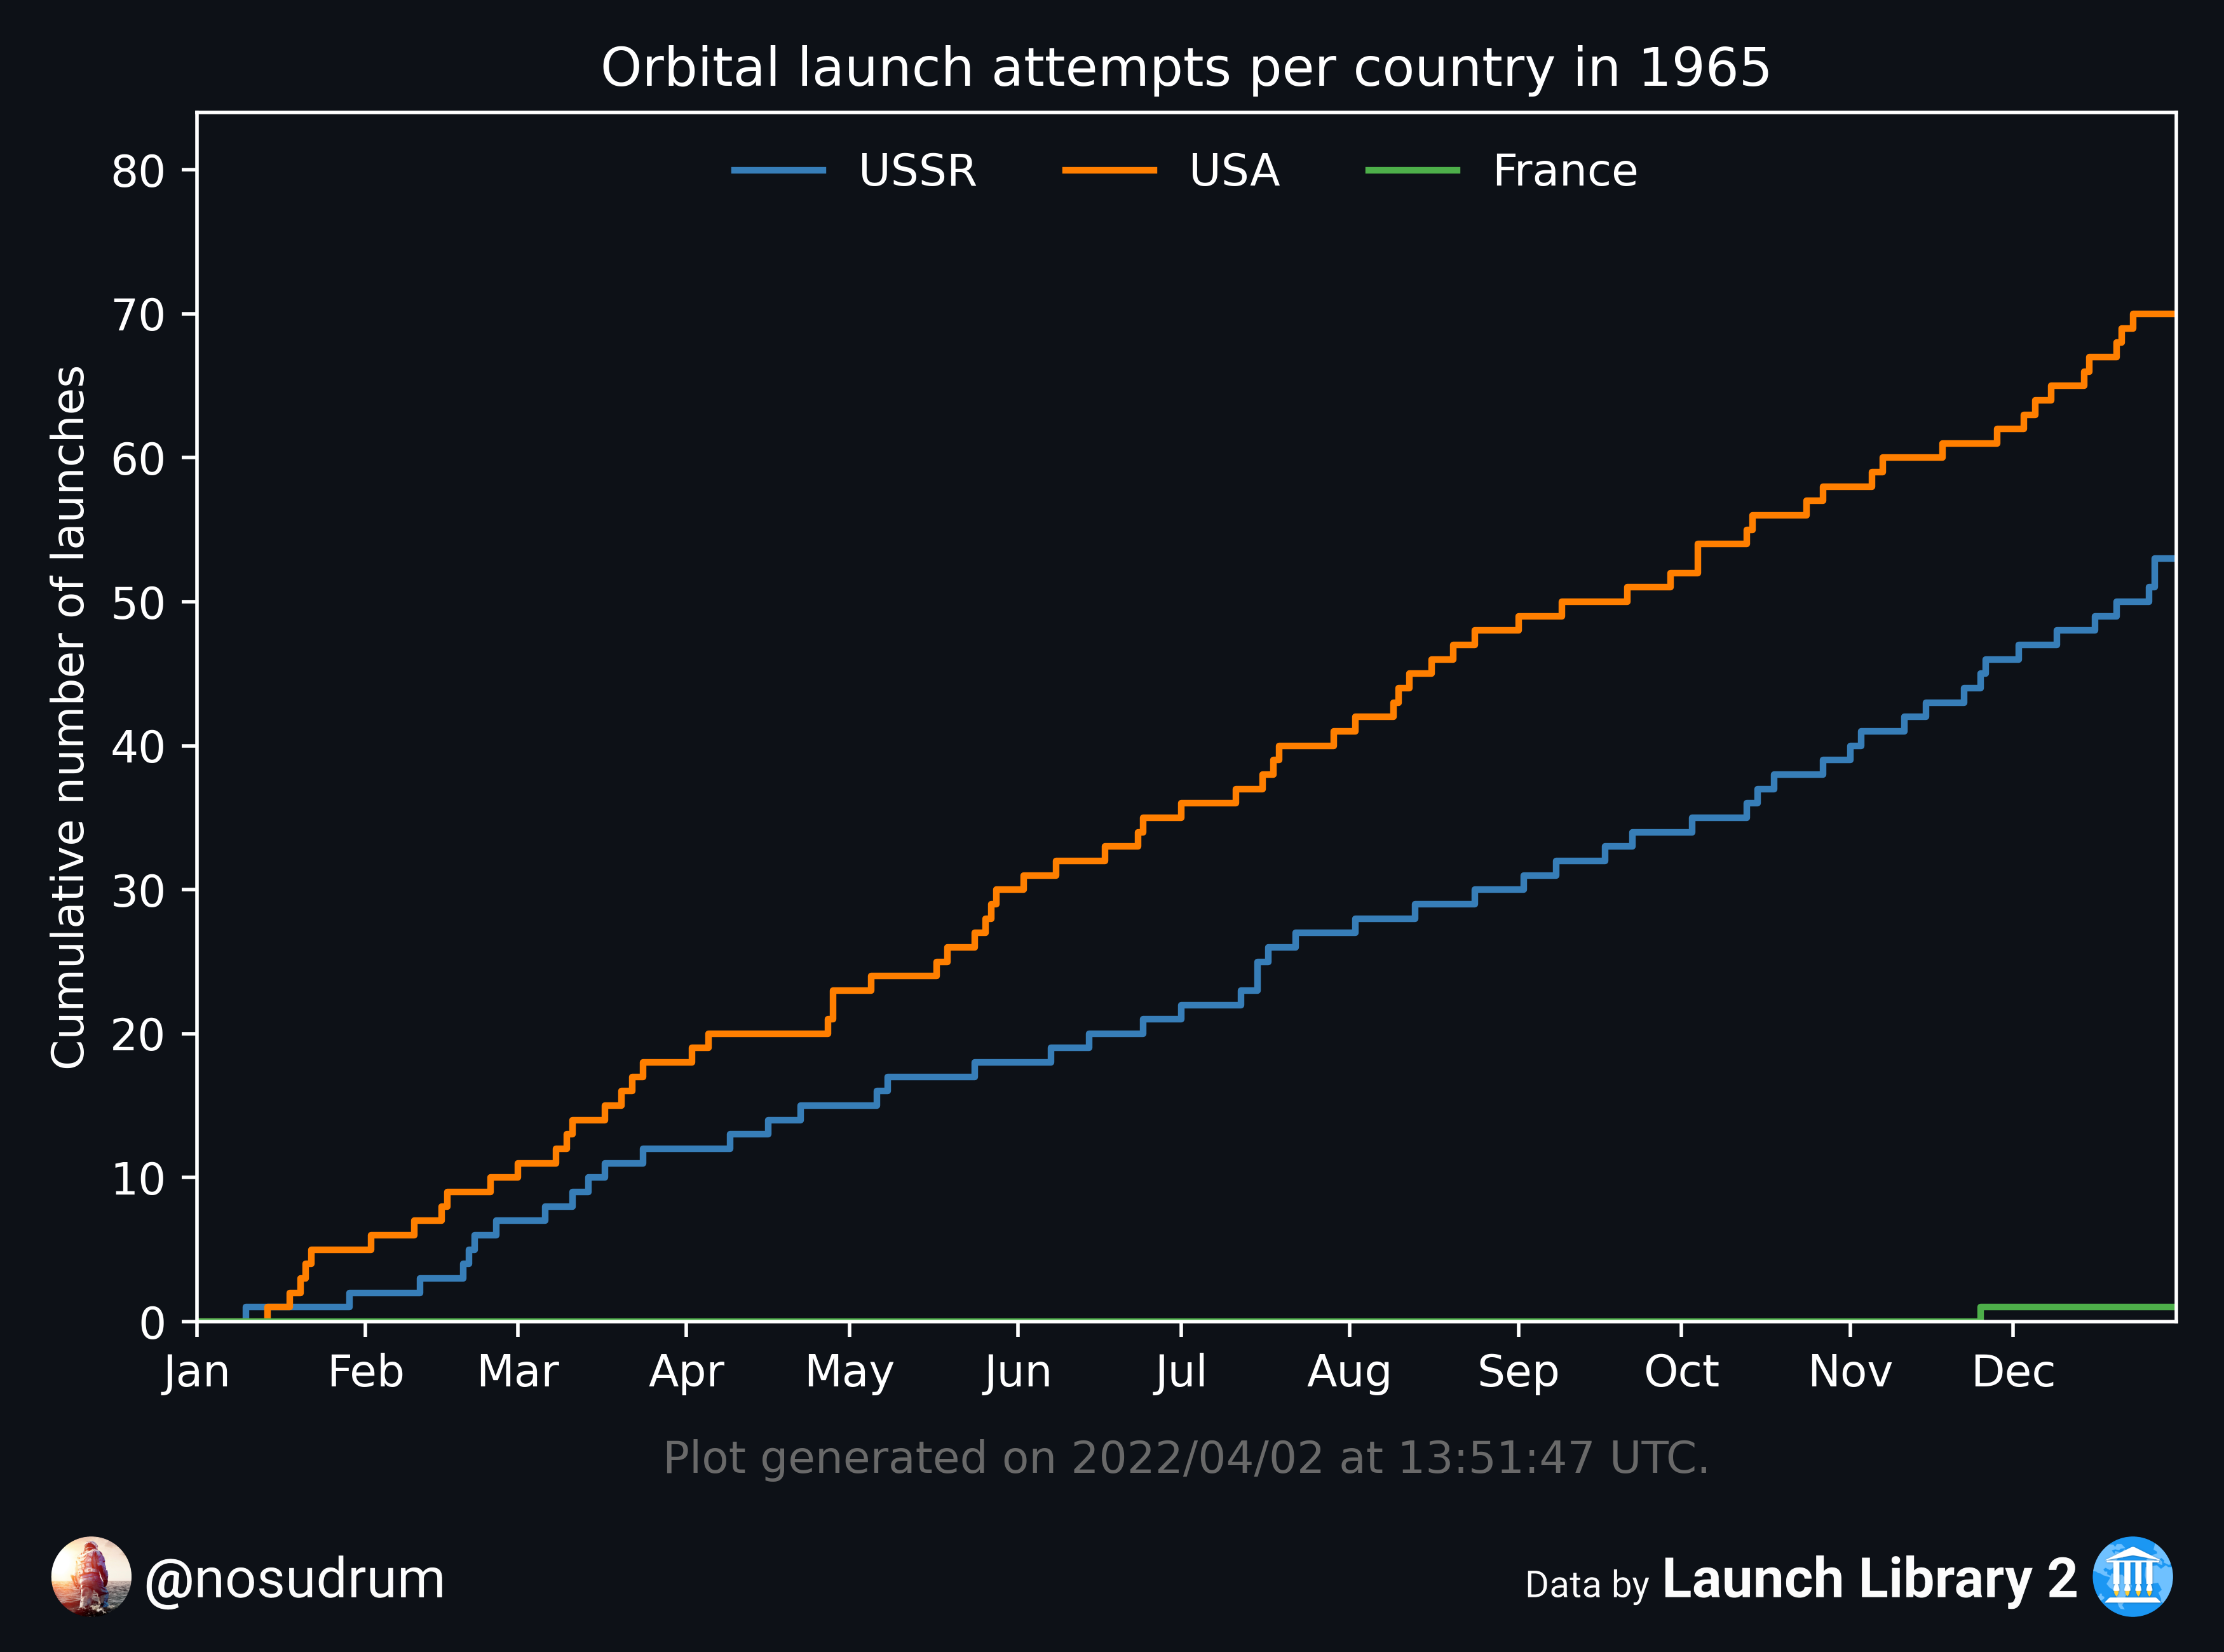 Orbital launch attempts per country in 1965
USSR USA France
Cumulative number of launches
80
70
60
50
40
30
20
10
0
Jan Feb Mar Apr May Jun Jul Aug Sep Oct Nov Dec
Plot generated on 2022/04/02 at 13:51:47 UTC.
@nosudrum
Data by Launch Library 2